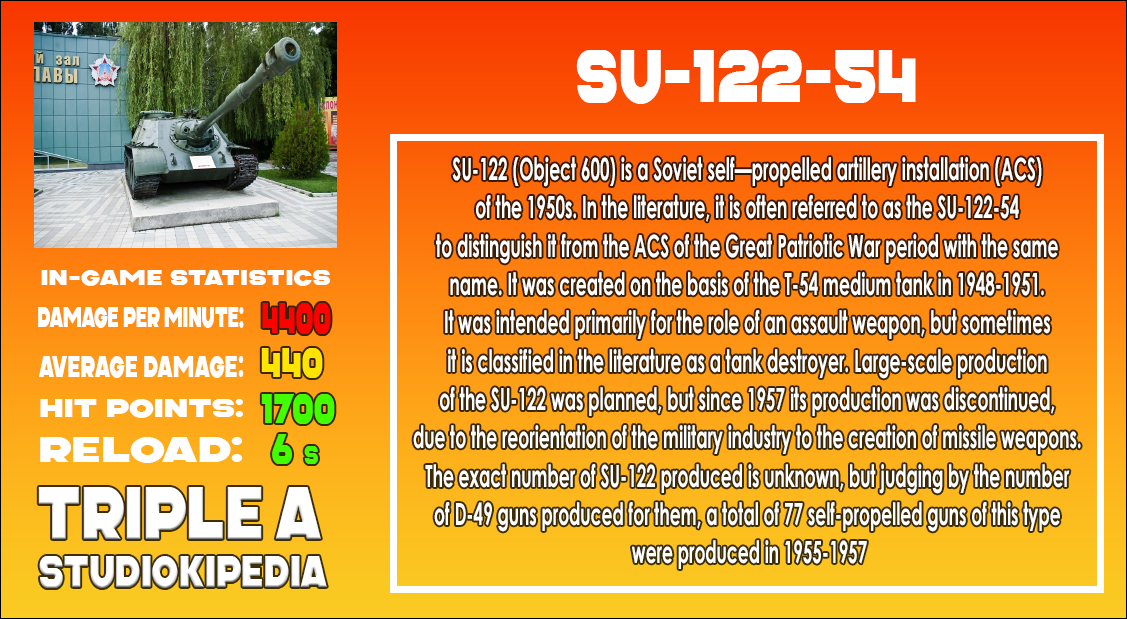 й зал
ЛАВЫ
SU-122-54
SU-122 (Object 600) is a Soviet self—propelled artillery installation (ACS)
of the 1950s. In the literature, it is often referred to as the SU-122-54
to distinguish it from the ACS of the Great Patriotic War period with the same
name. It was created on the basis of the T-54 medium tank in 1948-1951.
It was intended primarily for the role of an assault weapon, but sometimes
it is classified in the literature as a tank destroyer. Large-scale production
of the SU-122 was planned, but since 1957 its production was discontinued,
due to the reorientation of the military industry to the creation of missile weapons.
The exact number of SU-122 produced is unknown, but judging by the number
of D-49 guns produced for them, a total of 77 self-propelled guns of this type
were produced in 1955-1957
IN-GAME STATISTICS
DAMAGE PER MINUTE: 4400
AVERAGE DAMAGE: 440
HIT POINTS: 1700
RELOAD: 6 s
TRIPLE A
STUDIOKIPEDIA